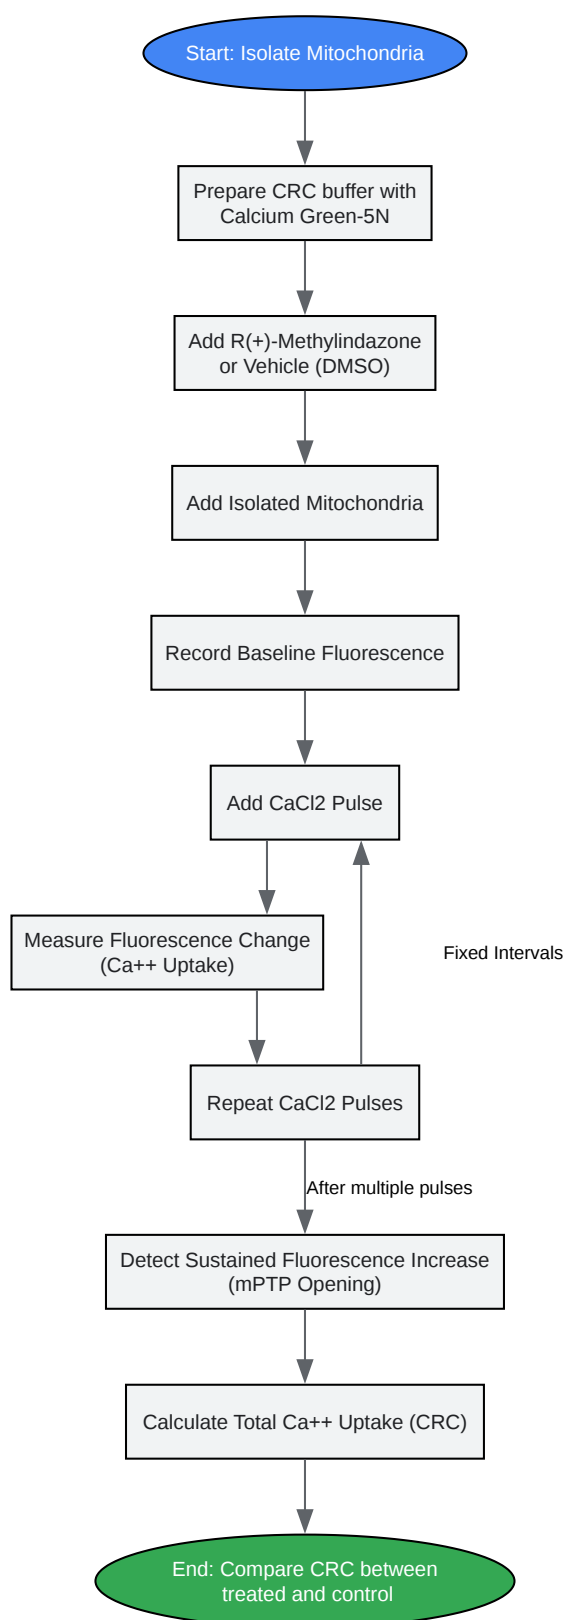 Start: Isolate Mitochondria
Prepare CRC buffer with
Calcium Green-5N
Add R(+)-Methylindazone
or Vehicle (DMSO)
Add Isolated Mitochondria
Record Baseline Fluorescence
Add CaCl2 Pulse
Measure Fluorescence Change
(Ca++ Uptake)
Fixed Intervals
Repeat CaCl2 Pulses
After multiple pulses
Detect Sustained Fluorescence Increase
(mPTP Opening)
Calculate Total Ca++ Uptake (CRC)
End: Compare CRC between
treated and control